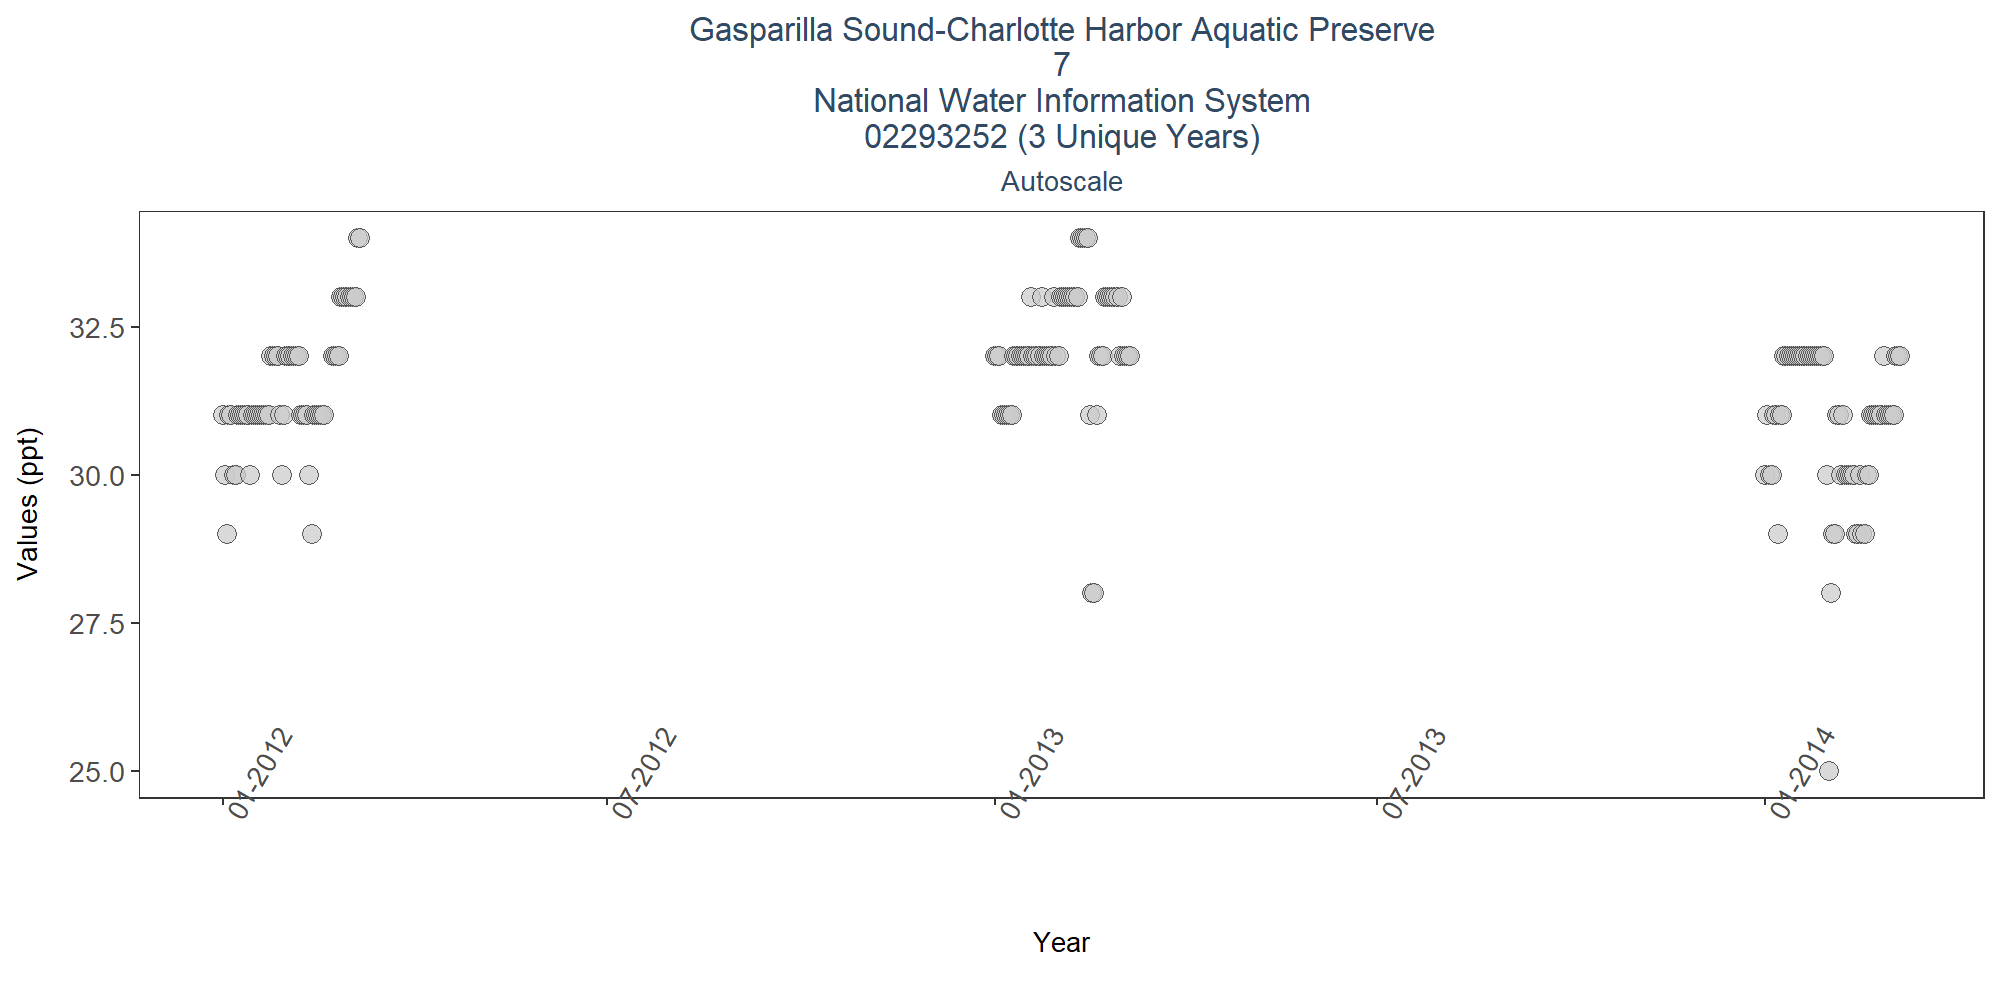 Gasparilla Sound-Charlotte Harbor Aquatic Preserve
7
National Water Information System
02293252 (3 Unique Years)
Autoscale
Values (ppt)
32.5
30.0
27.5
25.0
01-2012
07-2012
01-2013
07-2013
01-2014
Year